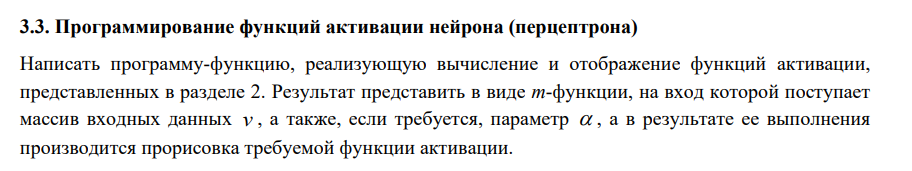 3.3. Программирование функций активации нейрона (перцептрона)
Написать программу-функцию, реализующую вычисление и отображение функций активации,
представленных в разделе 2. Результат представить в виде m-функции, на вход которой поступает
массив входных данных ν , а также, если требуется, параметр α , а в результате ее выполнения
производится прорисовка требуемой функции активации.